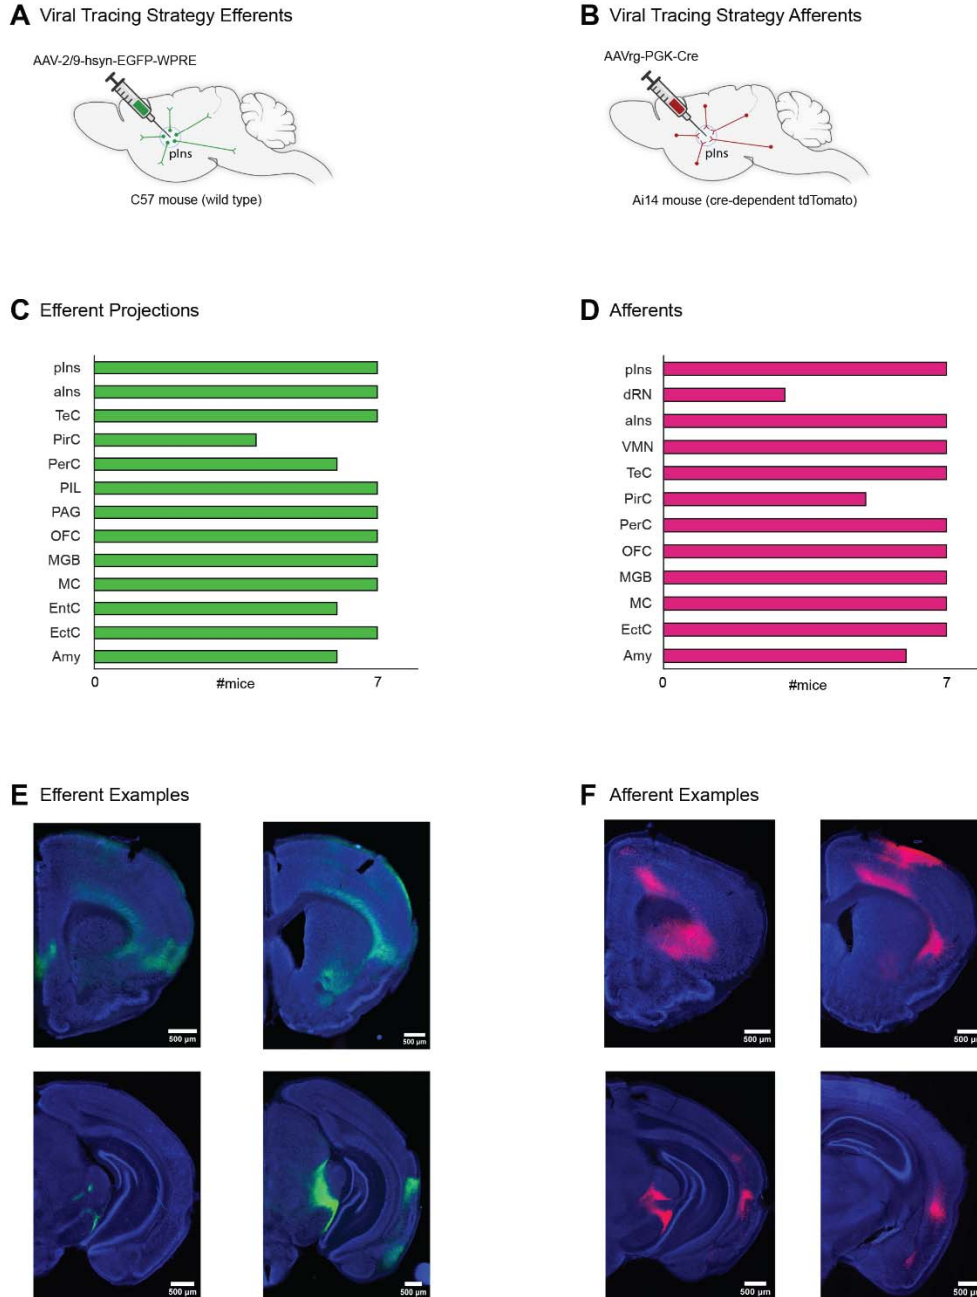 A Viral Tracing Strategy Efferents
AAV-2/9-hsyn-EGFP-WPRE
pIns
C57 mouse (wild type)
B Viral Tracing Strategy Afferents
AAVrg-PGK-Cre
pIns
Ai14 mouse (cre-dependent tdTomato)
C Efferent Projections
pIns
aIns
TeC
PirC
PerC
PIL
PAG
OFC
MGB
MC
EntC
EctC
Amy
0 #mice 7
D Afferents
pIns
dRN
aIns
VMN
TeC
PirC
PerC
OFC
MGB
MC
EctC
Amy
0 #mice 7
E Efferent Examples
500 µm
500 µm
500 µm
500 µm
F Afferent Examples
500 µm
500 µm
500 µm
500 µm